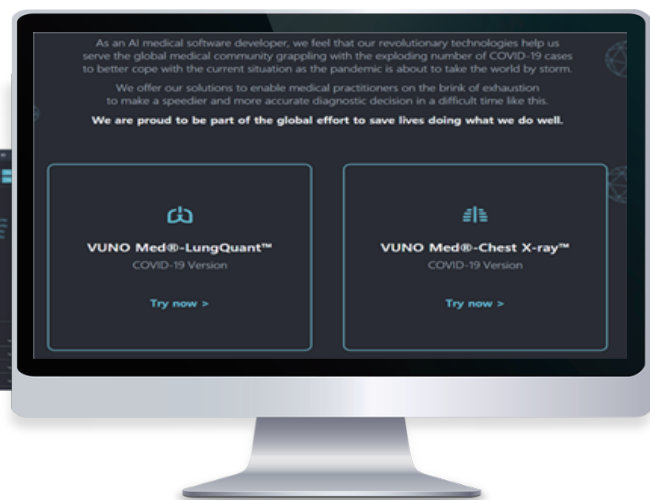 As an AI medical software developer, we feel that our revolutionary technologies help us
serve the global medical community grappling with the exploding number of COVID-19 cases
to better cope with the current situation as the pandemic is about to take the world by storm.
We offer our solutions to enable medical practitioners on the brink of exhaustion
to make a speedier and more accurate diagnostic decision in a difficult time like this.
We are proud to be part of the global effort to save lives doing what we do well.
VUNO Med®-LungQuant™
COVID-19 Version
Try now >
VUNO Med®-Chest X-ray™
COVID-19 Version
Try now >